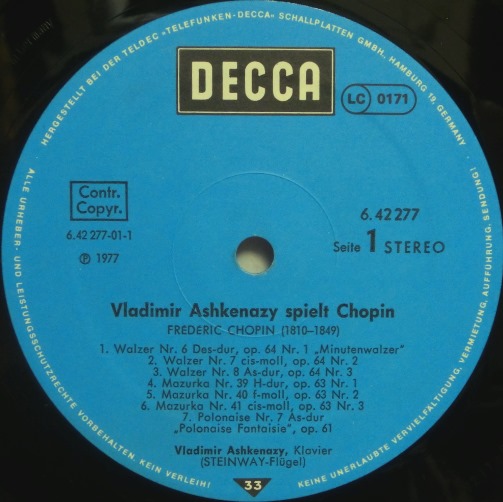 HERGESTELLT BEI DER TELDEC »TELEFUNKEN-DECCA« SCHALLPLATTEN GMBH., HAMBURG 19, GERMANY
DECCA
LC 0171
Contr.
Copyr.
6.42 277-01-1
℗ 1977
6.42 277
Seite 1 STEREO
Vladimir Ashkenazy spielt Chopin
FREDERIC CHOPIN (1810–1849)
1. Walzer Nr. 6 Des-dur, op. 64 Nr. 1 „Minutenwalzer"
2. Walzer Nr. 7 cis-moll, op. 64 Nr. 2
3. Walzer Nr. 8 As-dur, op. 64 Nr. 3
4. Mazurka Nr. 39 H-dur, op. 63 Nr. 1
5. Mazurka Nr. 40 f-moll, op. 63 Nr. 2
6. Mazurka Nr. 41 cis-moll, op. 63 Nr. 3
7. Polonaise Nr. 7 As-dur
„Polonaise Fantaisie", op. 61
Vladimir Ashkenazy, Klavier
(STEINWAY-Flügel)
33
ALLE URHEBER- UND LEISTUNGSSCHUTZRECHTE VORBEHALTEN. KEIN VERLEIH!
KEINE UNERLAUBTE VERVIELFÄLTIGUNG, VERMIETUNG, AUFFÜHRUNG, SENDUNG!